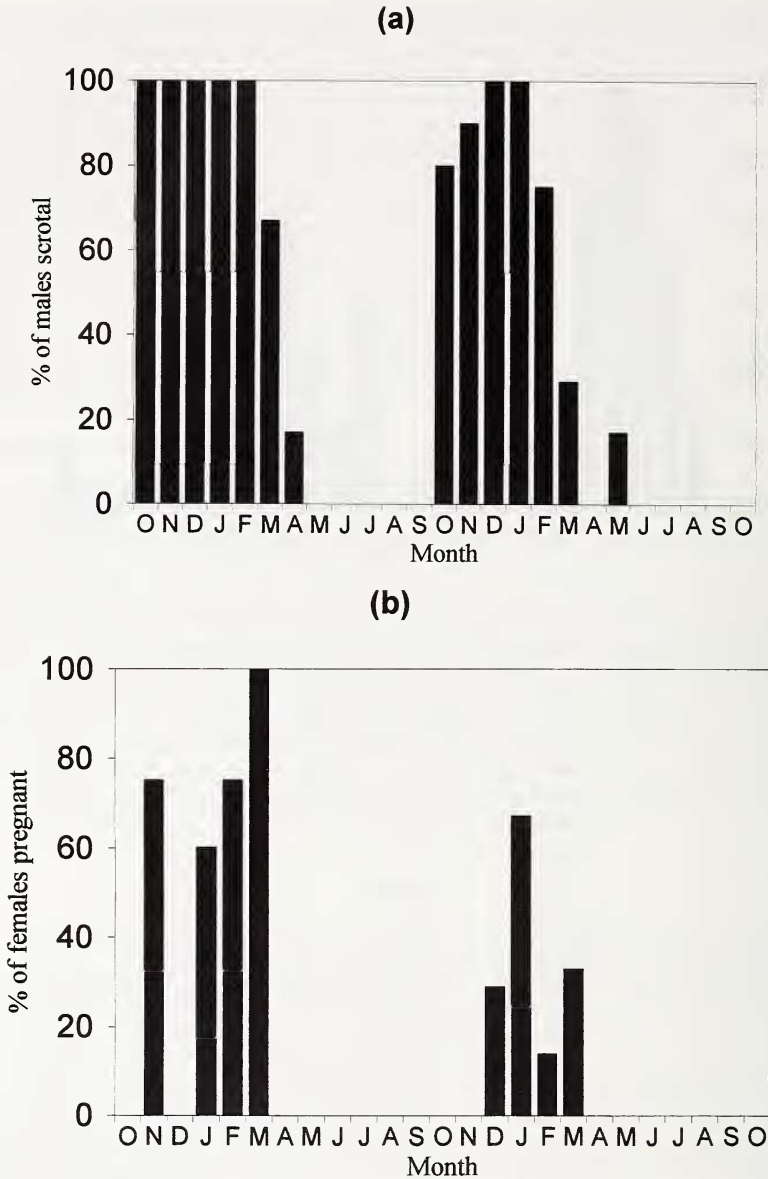 (a)
% of males scrotal
100
80
60
40
20
0
O N D J F M A M J J A S O N D J F M A M J J A S O
Month
(b)
% of females pregnant
100
80
60
40
20
0
O N D J F M A M J J A S O N D J F M A M J J A S O
Month